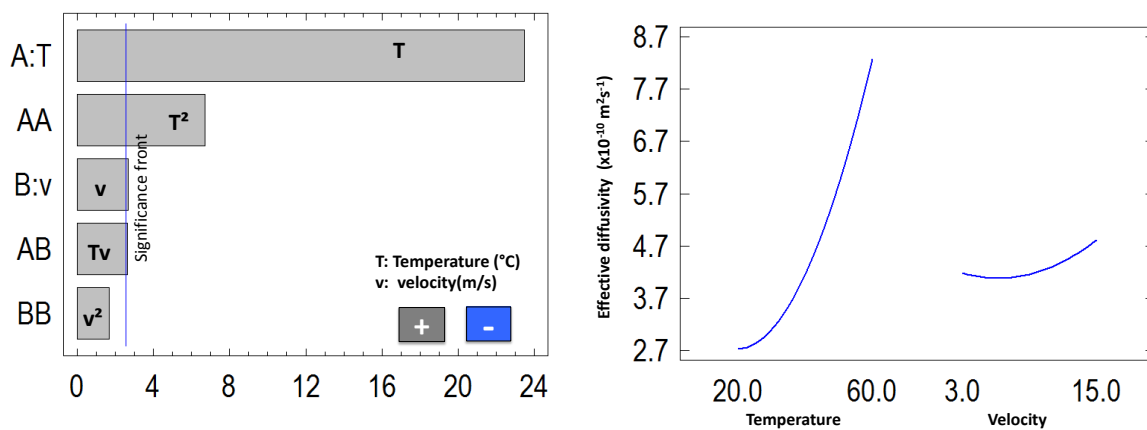 A:T
T
AA
T²
B:v
v
AB
Tv
BB
v²
Significance front
T: Temperature (°C)
v: velocity(m/s)
+
-
0 4 8 12 16 20 24
Effective diffusivity (x10⁻¹⁰ m²s⁻¹)
8.7
7.7
6.7
5.7
4.7
3.7
2.7
20.0 60.0 3.0 15.0
Temperature Velocity